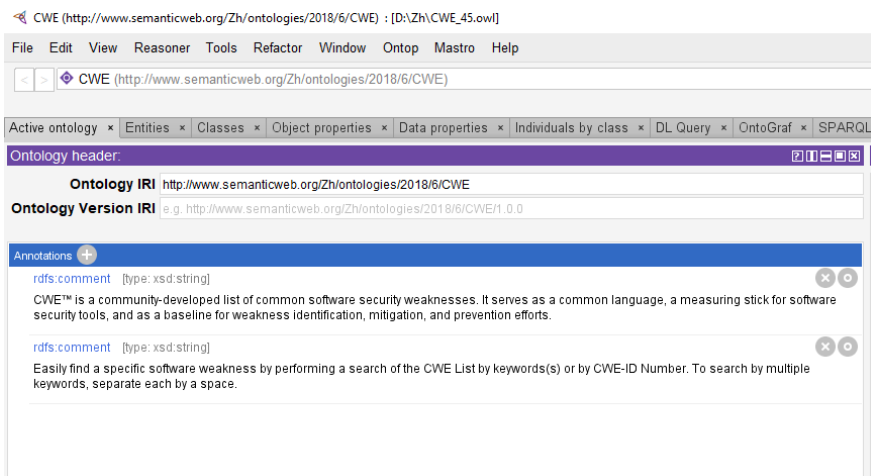 CWE (http://www.semanticweb.org/Zh/ontologies/2018/6/CWE) : [D:\Zh\CWE_45.owl]
File Edit View Reasoner Tools Refactor Window Ontop Mastro Help
< > CWE (http://www.semanticweb.org/Zh/ontologies/2018/6/CWE)
Active ontology × Entities × Classes × Object properties × Data properties × Individuals by class × DL Query × OntoGraf × SPARQL
Ontology header:
Ontology IRI http://www.semanticweb.org/Zh/ontologies/2018/6/CWE
Ontology Version IRI e.g. http://www.semanticweb.org/Zh/ontologies/2018/6/CWE/1.0.0
Annotations
rdfs:comment [type: xsd:string]
CWE™ is a community-developed list of common software security weaknesses. It serves as a common language, a measuring stick for software
security tools, and as a baseline for weakness identification, mitigation, and prevention efforts.
rdfs:comment [type: xsd:string]
Easily find a specific software weakness by performing a search of the CWE List by keywords(s) or by CWE-ID Number. To search by multiple
keywords, separate each by a space.